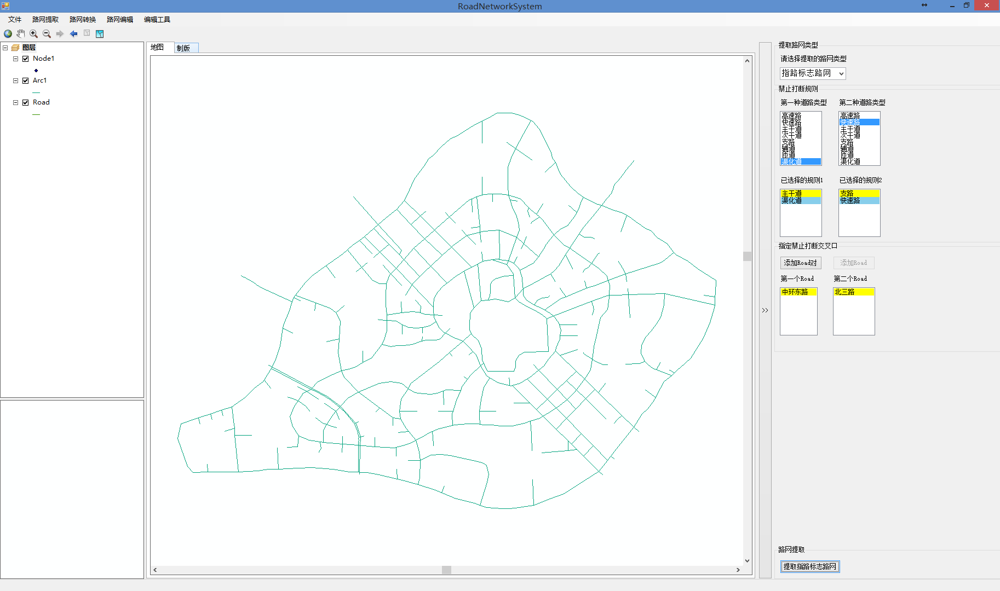 RoadNetworkSystem
文件 路网提取 路网转换 路网编辑 编辑工具
图层
Node1
Arc1
Road
地图 制版
>>
提取路网类型
请选择提取的路网类型
指路标志路网
禁止打断规则
第一种道路类型 第二种道路类型
高速路 高速路
快速路 快速路
主干道 主干道
次干道 次干道
支路 支路
辅道 辅道
匝道 匝道
渠化道 渠化道
已选择的规则1 已选择的规则2
主干道 支路
渠化道 快速路
指定禁止打断交叉口
添加Road对 添加Road
第一个Road 第二个Road
中环东路 北三路
路网提取
提取指路标志路网